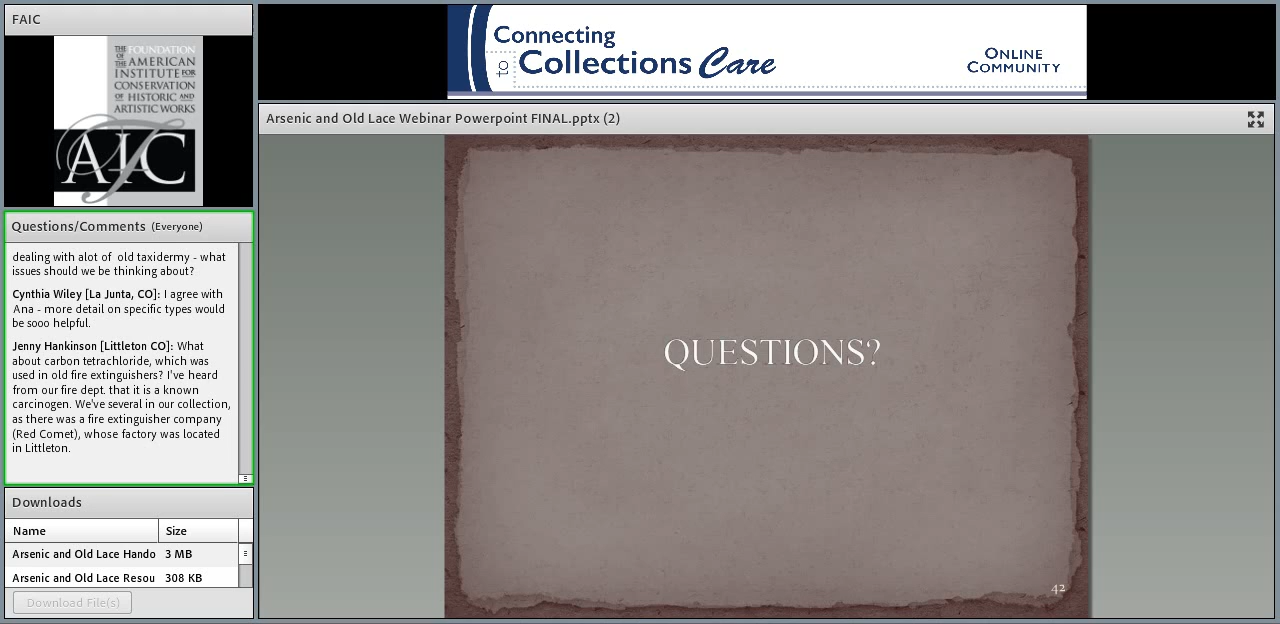 FAIC
THE FOUNDATION
OF THE AMERICAN
INSTITUTE FOR
CONSERVATION
OF HISTORIC AND
ARTISTIC WORKS
AIC
f
Connecting
to Collections Care
ONLINE
COMMUNITY
Questions/Comments (Everyone)
dealing with alot of old taxidermy - what
issues should we be thinking about?
Cynthia Wiley [La Junta, CO]: I agree with
Ana - more detail on specific types would
be sooo helpful.
Jenny Hankinson [Littleton CO]: What
about carbon tetrachloride, which was
used in old fire extinguishers? I've heard
from our fire dept. that it is a known
carcinogen. We've several in our collection,
as there was a fire extinguisher company
(Red Comet), whose factory was located
in Littleton.
Downloads
Name Size
Arsenic and Old Lace Hando 3 MB
Arsenic and Old Lace Resou 308 KB
Download File(s)
Arsenic and Old Lace Webinar Powerpoint FINAL.pptx (2)
QUESTIONS?
42